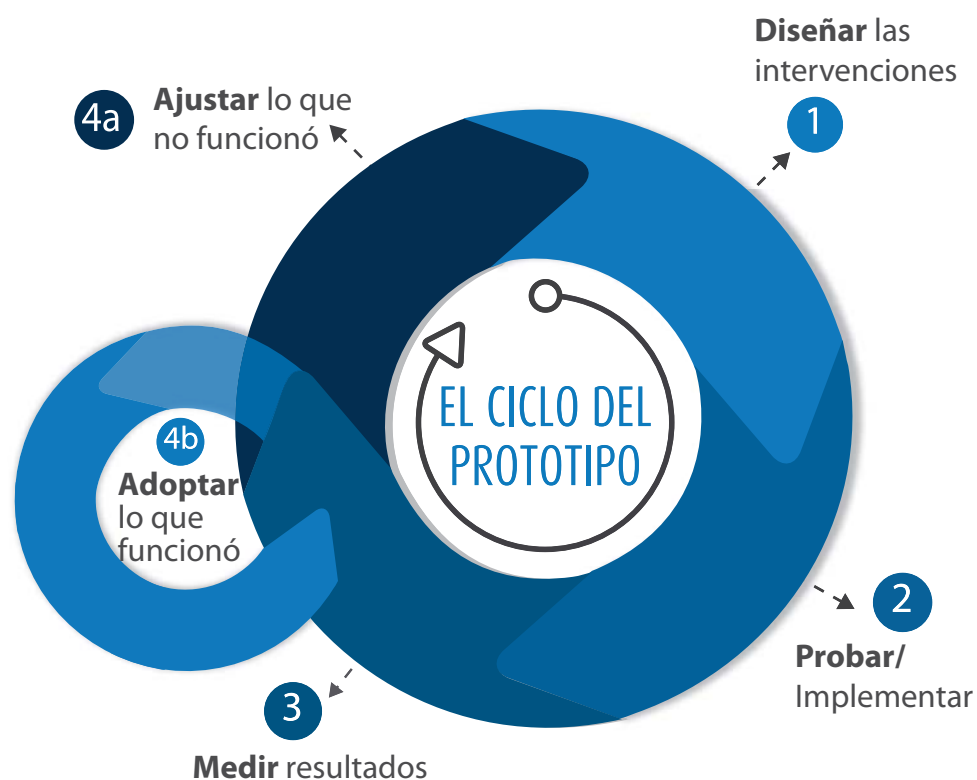 Diseñar las
intervenciones
1
4a
Ajustar lo que
no funcionó
EL CICLO DEL
PROTOTIPO
4b
Adoptar
lo que
funcionó
2
Probar/
Implementar
3
Medir resultados